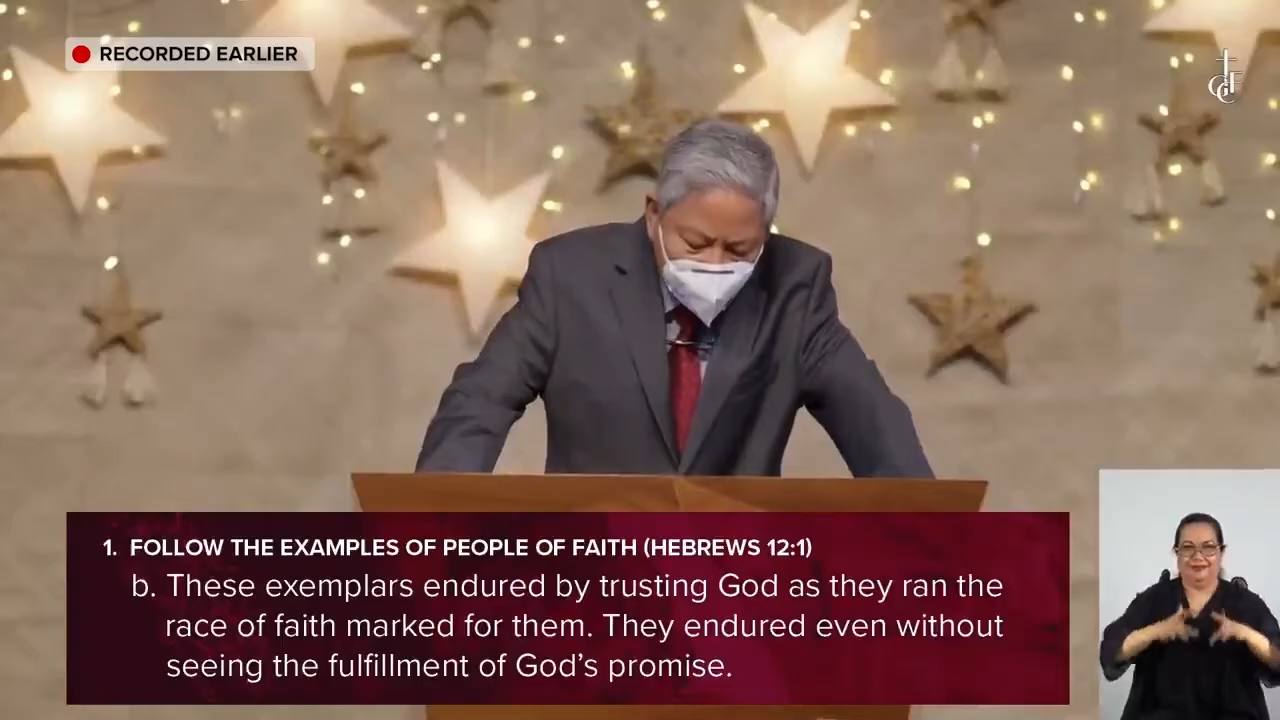 RECORDED EARLIER
1. FOLLOW THE EXAMPLES OF PEOPLE OF FAITH (HEBREWS 12:1)
b. These exemplars endured by trusting God as they ran the
race of faith marked for them. They endured even without
seeing the fulfillment of God's promise.